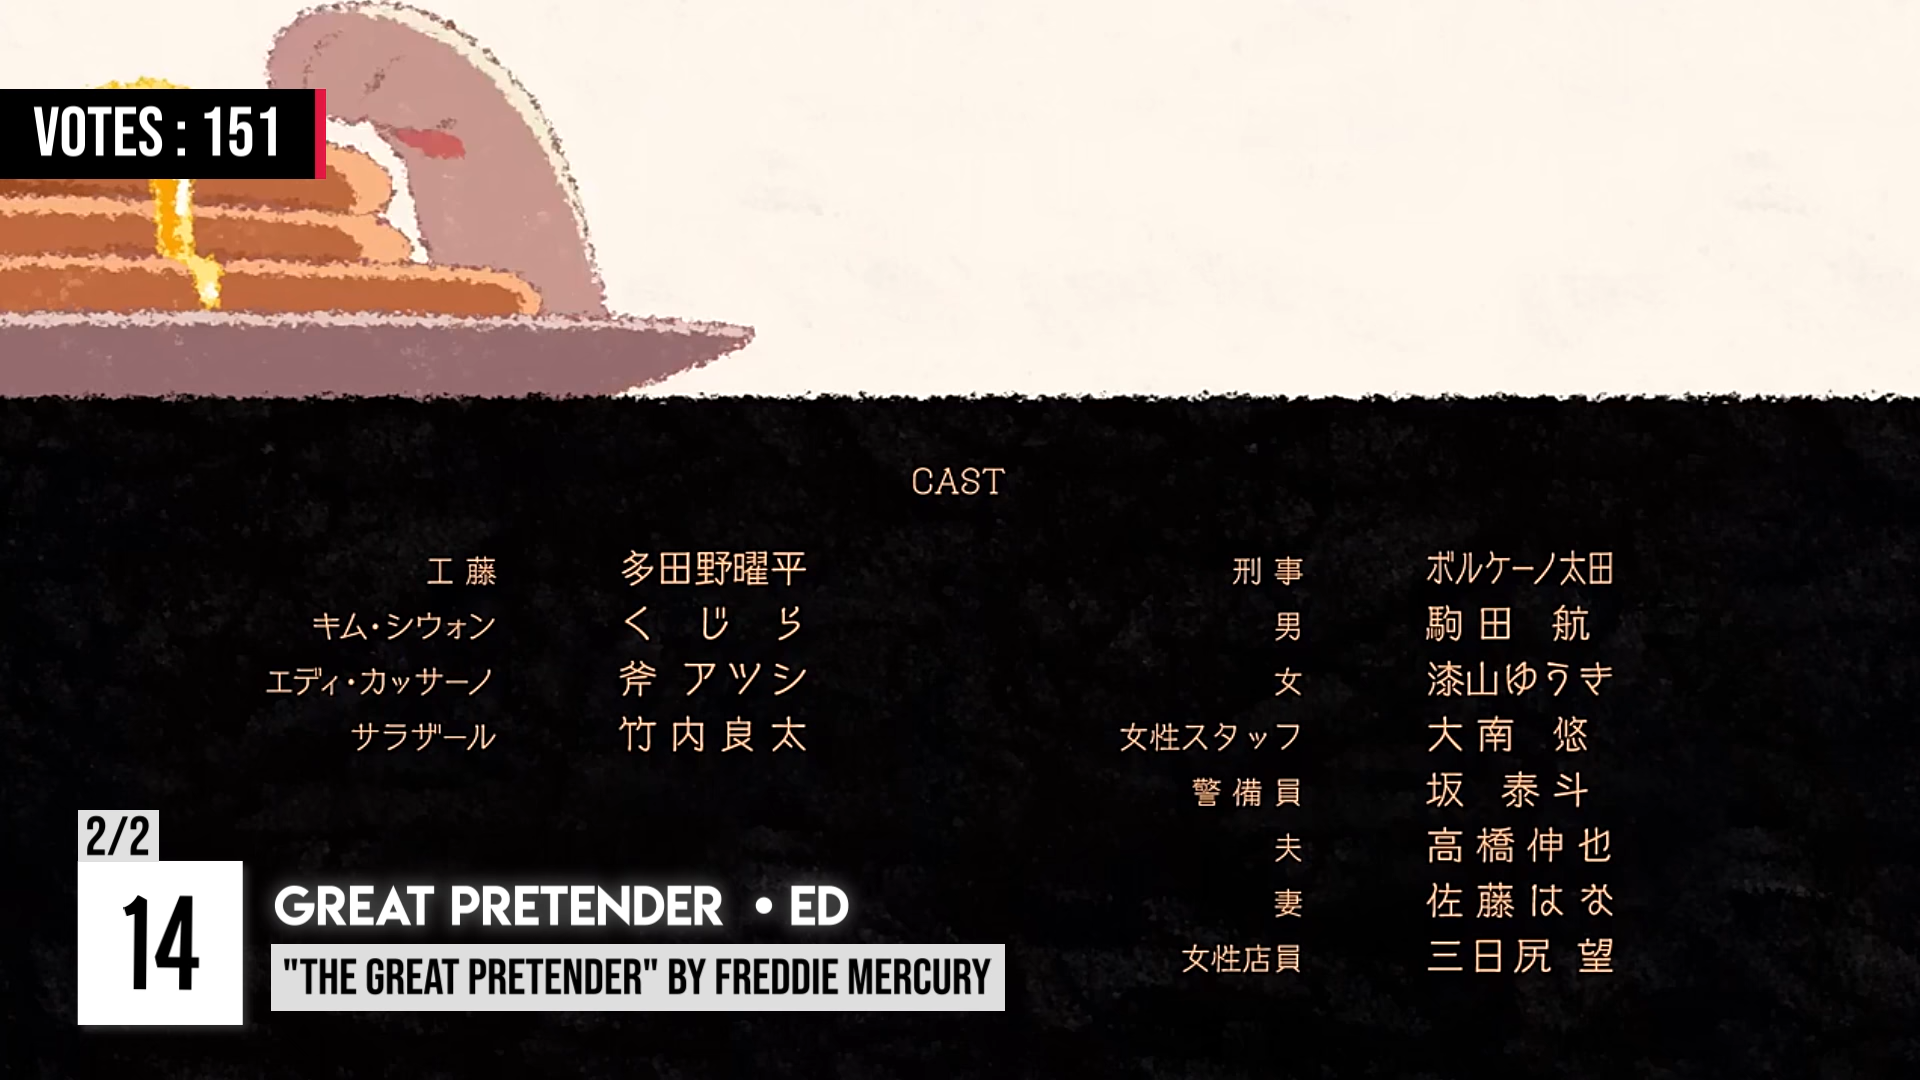 VOTES : 151
CAST
工藤 多田野曜平
キム・シウォン くじら
エディ・カッサーノ 斧アツシ
サラザール 竹内良太
刑事 ボルケーノ太田
男 駒田 航
女 漆山ゆうき
女性スタッフ 大南 悠
警備員 坂 泰斗
夫 高橋伸也
妻 佐藤はな
女性店員 三日尻 望
2/2
14
GREAT PRETENDER • ED
"THE GREAT PRETENDER" BY FREDDIE MERCURY